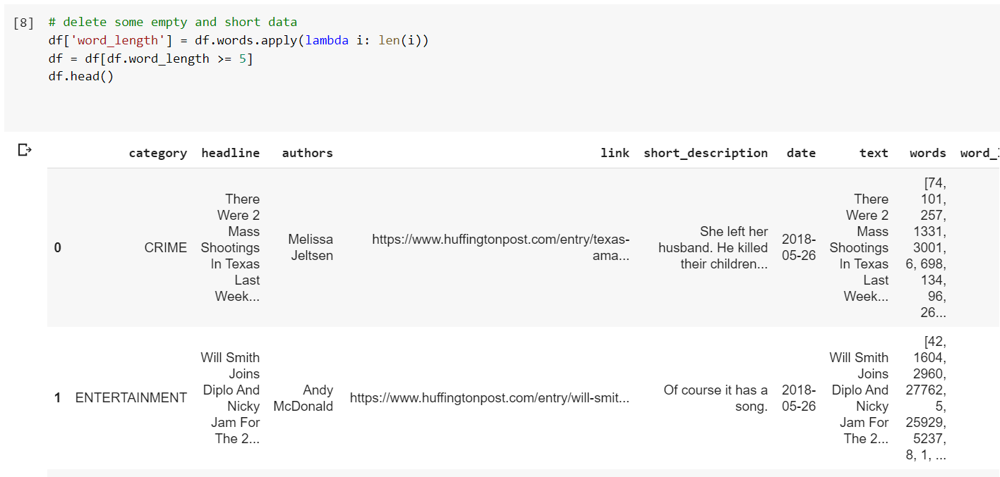 [8] # delete some empty and short data
df['word_length'] = df.words.apply(lambda i: len(i))
df = df[df.word_length >= 5]
df.head()
category headline authors link short_description date text words word_l
0 CRIME
There
Were 2
Mass
Shootings
In Texas
Last
Week...
Melissa
Jeltsen
https://www.huffingtonpost.com/entry/texas-
ama...
She left her
husband. He killed
their children...
2018-
05-26
There
Were 2
Mass
Shootings
In Texas
Last
Week...
[74,
101,
257,
1331,
3001,
6, 698,
134,
96,
26...
1 ENTERTAINMENT
Will Smith
Joins
Diplo And
Nicky
Jam For
The 2...
Andy
McDonald
https://www.huffingtonpost.com/entry/will-smit...
Of course it has a
song.
2018-
05-26
Will Smith
Joins
Diplo And
Nicky
Jam For
The 2...
[42,
1604,
2960,
27762,
5,
25929,
5237,
8, 1, ...